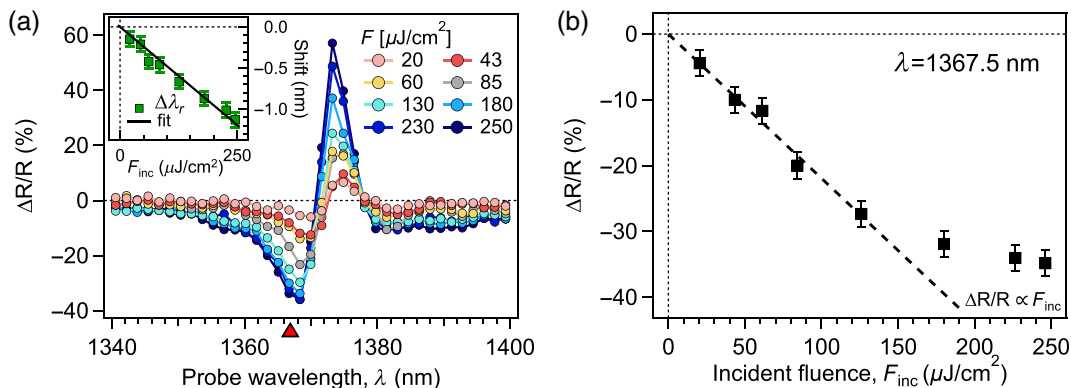 (a)
60
40
20
0
−20
−40
ΔR/R (%)
1340
1360
1380
1400
Probe wavelength, λ (nm)
F [μJ/cm²]
20
43
60
85
130
180
230
250
0.0
−0.5
−1.0
Shift (nm)
Δλr
fit
0
250
Finc (μJ/cm²)
(b)
0
−10
−20
−30
−40
ΔR/R (%)
λ=1367.5 nm
ΔR/R ∝ Finc
0
50
100
150
200
250
Incident fluence, Finc (μJ/cm²)